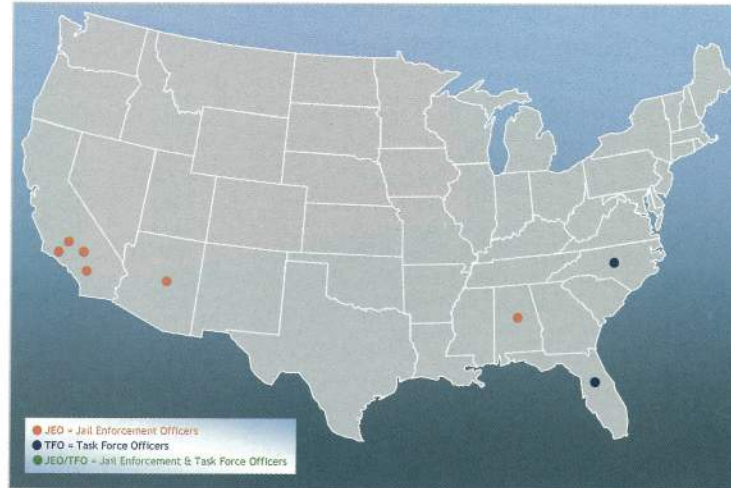 JEO = Jail Enforcement Officers
TFO = Task Force Officers
JEO/TFO = Jail Enforcement & Task Force Officers